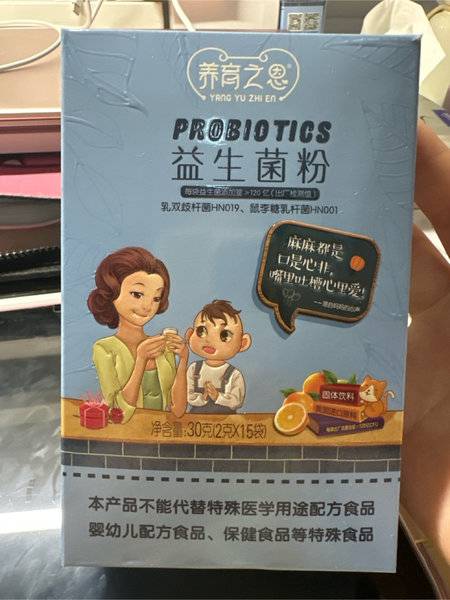 养育之恩®
YANG YU ZHI EN
PROBIOTICS
益生菌粉
每袋益生菌添加量≥120亿(出厂检测值)
乳双歧杆菌HN019、鼠李糖乳杆菌HN001
麻麻都是
口是心非,
嘴里吐槽心里爱!
固体饮料
净含量:30克(2克X15袋)
本产品不能代替特殊医学用途配方食品
婴幼儿配方食品、保健食品等特殊食品